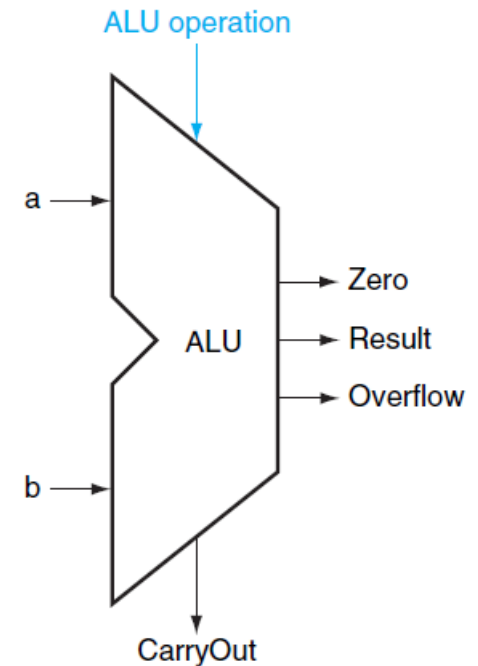 ALU operation
a
Zero
ALU
Result
Overflow
b
CarryOut